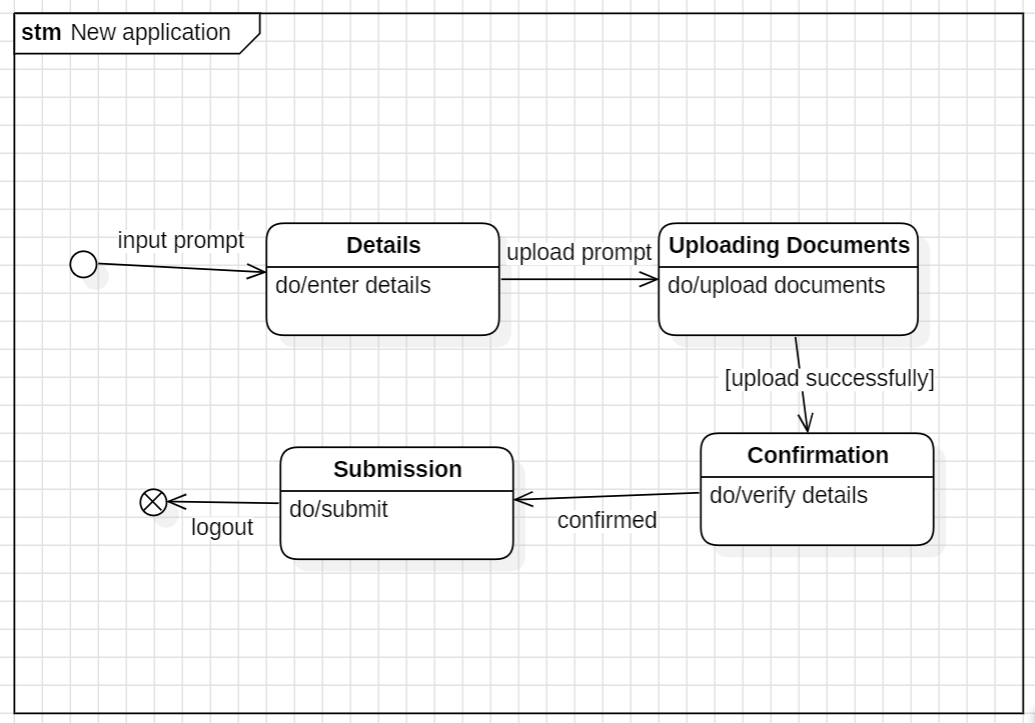 stm New application
input prompt
Details
do/enter details
upload prompt
Uploading Documents
do/upload documents
[upload successfully]
Confirmation
do/verify details
confirmed
Submission
do/submit
logout